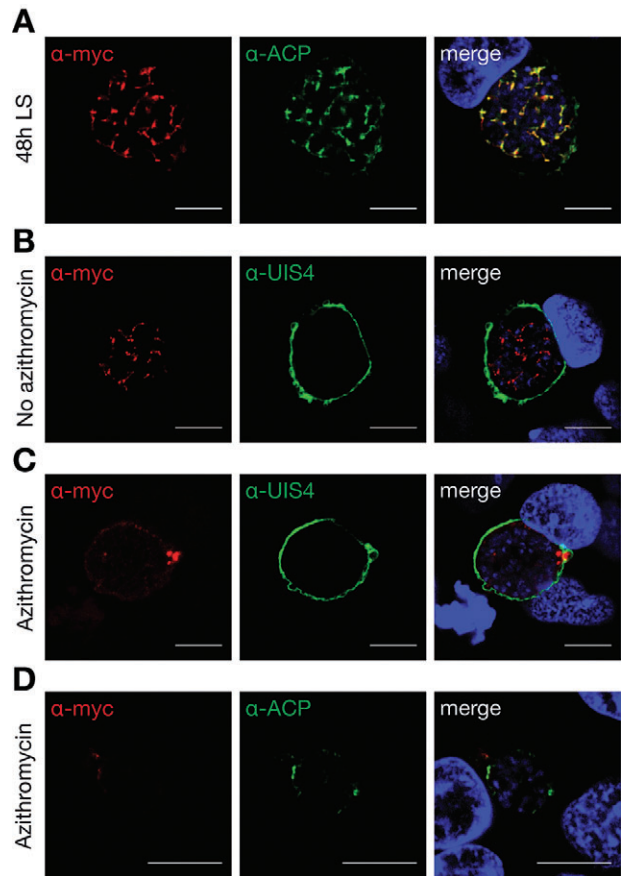 A
48h LS
α-myc
α-ACP
merge
B
No azithromycin
α-myc
α-UIS4
merge
C
Azithromycin
α-myc
α-UIS4
merge
D
Azithromycin
α-myc
α-ACP
merge